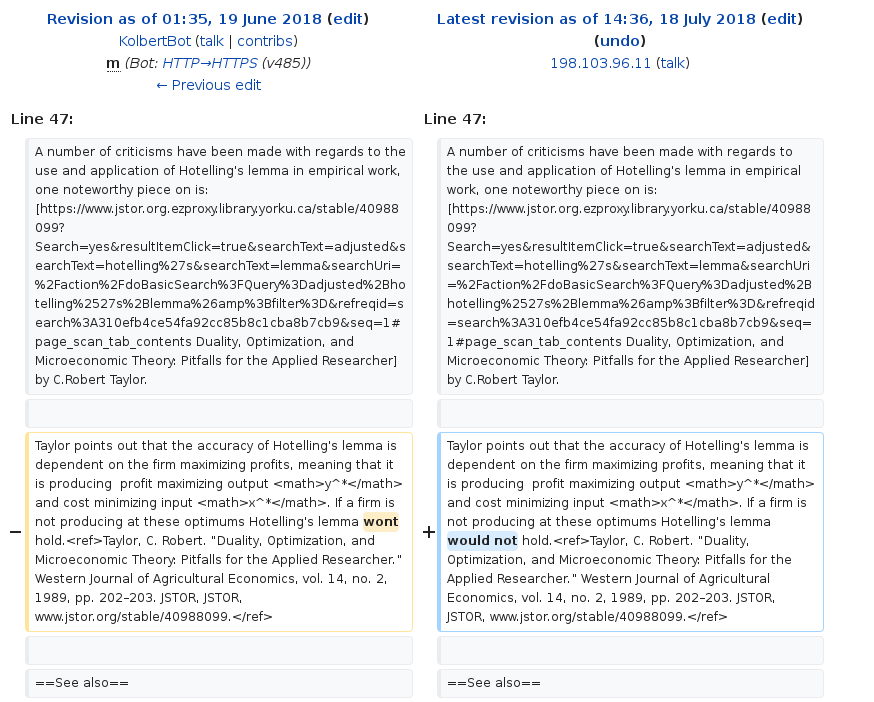 Revision as of 01:35, 19 June 2018 (edit)
KolbertBot (talk | contribs)
m (Bot: HTTP→HTTPS (v485))
← Previous edit
Latest revision as of 14:36, 18 July 2018 (edit)
(undo)
198.103.96.11 (talk)
Line 47:
Line 47:
A number of criticisms have been made with regards to the
use and application of Hotelling's lemma in empirical work,
one noteworthy piece on is:
[https://www.jstor.org.ezproxy.library.yorku.ca/stable/40988
099?
Search=yes&resultItemClick=true&searchText=adjusted&s
earchText=hotelling%27s&searchText=lemma&searchUri=
%2Faction%2FdoBasicSearch%3FQuery%3Dadjusted%2Bho
telling%2527s%2Blemma%26amp%3Bfilter%3D&refreqid=s
earch%3A310efb4ce54fa92cc85b8c1cba8b7cb9&seq=1#
page_scan_tab_contents Duality, Optimization, and
Microeconomic Theory: Pitfalls for the Applied Researcher]
by C.Robert Taylor.
A number of criticisms have been made with regards to
the use and application of Hotelling's lemma in empirical
work, one noteworthy piece on is:
[https://www.jstor.org.ezproxy.library.yorku.ca/stable/40988
099?
Search=yes&resultItemClick=true&searchText=adjusted&
searchText=hotelling%27s&searchText=lemma&searchUri
=%2Faction%2FdoBasicSearch%3FQuery%3Dadjusted%2B
hotelling%2527s%2Blemma%26amp%3Bfilter%3D&refreqid
=search%3A310efb4ce54fa92cc85b8c1cba8b7cb9&seq=
1#page_scan_tab_contents Duality, Optimization, and
Microeconomic Theory: Pitfalls for the Applied Researcher]
by C.Robert Taylor.
−
Taylor points out that the accuracy of Hotelling's lemma is
dependent on the firm maximizing profits, meaning that it
is producing  profit maximizing output <math>y^*</math>
and cost minimizing input <math>x^*</math>. If a firm is
not producing at these optimums Hotelling's lemma wont
hold.<ref>Taylor, C. Robert. "Duality, Optimization, and
Microeconomic Theory: Pitfalls for the Applied Researcher."
Western Journal of Agricultural Economics, vol. 14, no. 2,
1989, pp. 202–203. JSTOR, JSTOR,
www.jstor.org/stable/40988099.</ref>
+
Taylor points out that the accuracy of Hotelling's lemma is
dependent on the firm maximizing profits, meaning that it
is producing  profit maximizing output <math>y^*</math>
and cost minimizing input <math>x^*</math>. If a firm is
not producing at these optimums Hotelling's lemma
would not hold.<ref>Taylor, C. Robert. "Duality,
Optimization, and Microeconomic Theory: Pitfalls for the
Applied Researcher." Western Journal of Agricultural
Economics, vol. 14, no. 2, 1989, pp. 202–203. JSTOR,
JSTOR, www.jstor.org/stable/40988099.</ref>
==See also==
==See also==